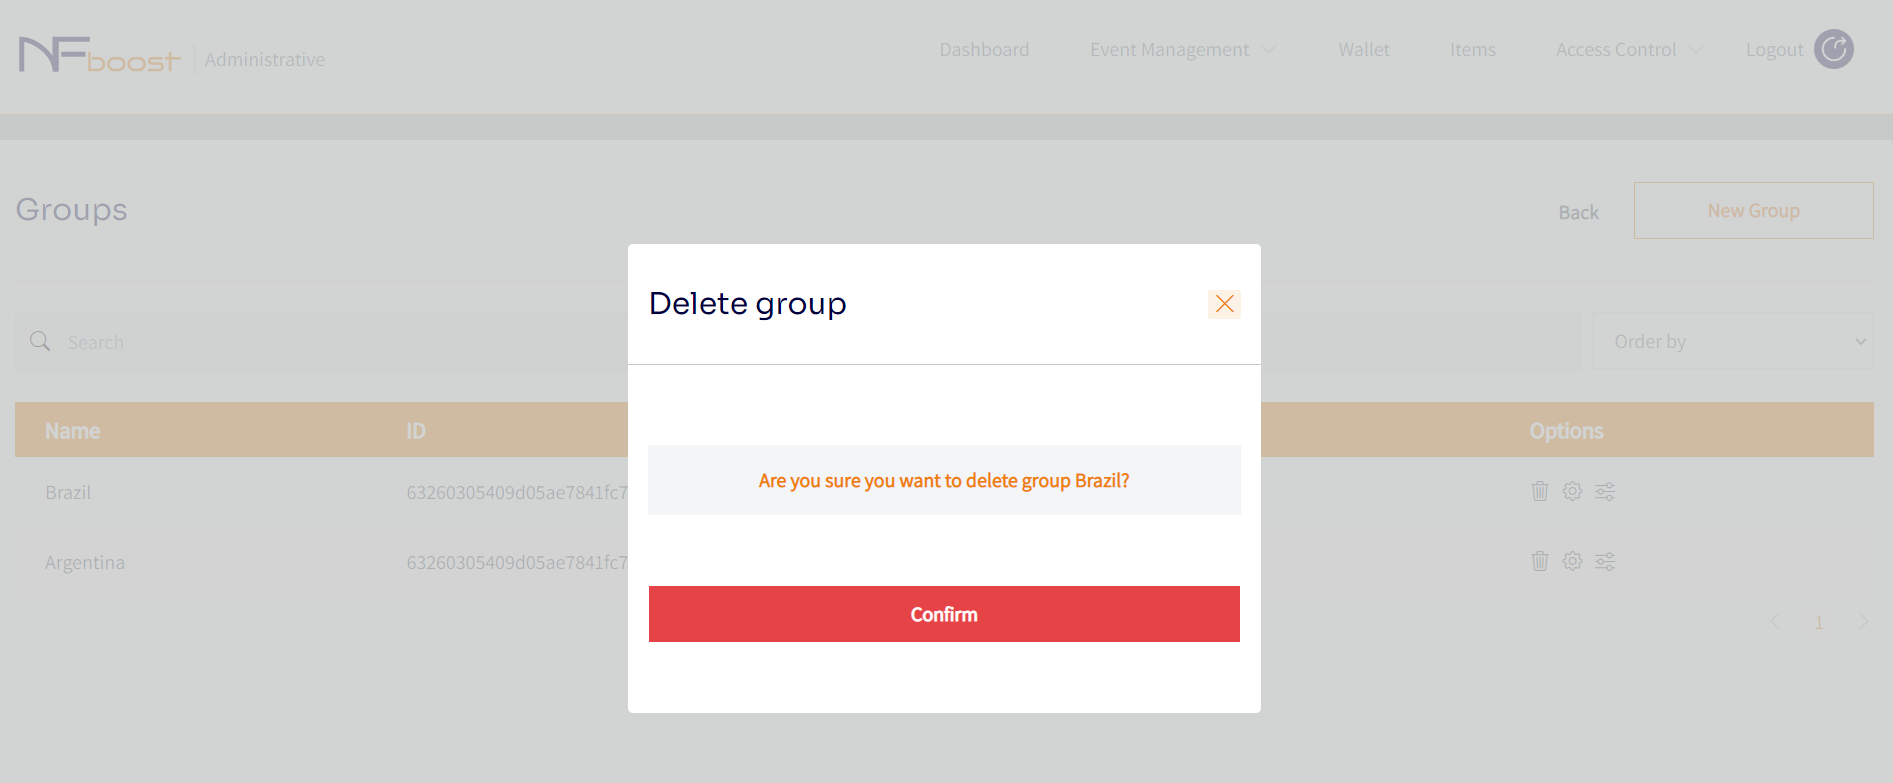 NFboost
Administrative
Dashboard
Event Management
Wallet
Items
Access Control
Logout
Groups
Back
New Group
Delete group
Search
Order by
Name
ID
Options
Are you sure you want to delete group Brazil?
Brazil
63260305409d05ae7841fc7
Argentina
63260305409d05ae7841fc7
Confirm
1